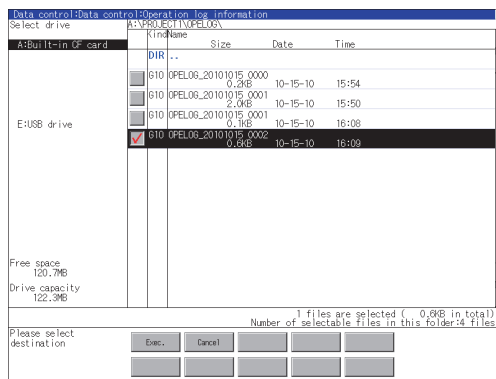 Data control:Data control:Operation log information
Select drive
A:\PROJECT1\OPELOG\
Kind Name
Size Date Time
A:Built-in CF card
DIR ..
G1O OPELOG_20101015_0000
0.2KB 10-15-10 15:54
G1O OPELOG_20101015_0001
2.0KB 10-15-10 15:50
E:USB drive
G1O OPELOG_20101015_0001
0.1KB 10-15-10 16:08
G1O OPELOG_20101015_0002
0.6KB 10-15-10 16:09
Free space
120.7MB
Drive capacity
122.3MB
1 files are selected ( 0.6KB in total)
Number of selectable files in this folder:4 files
Please select
destination
Exec. Cancel